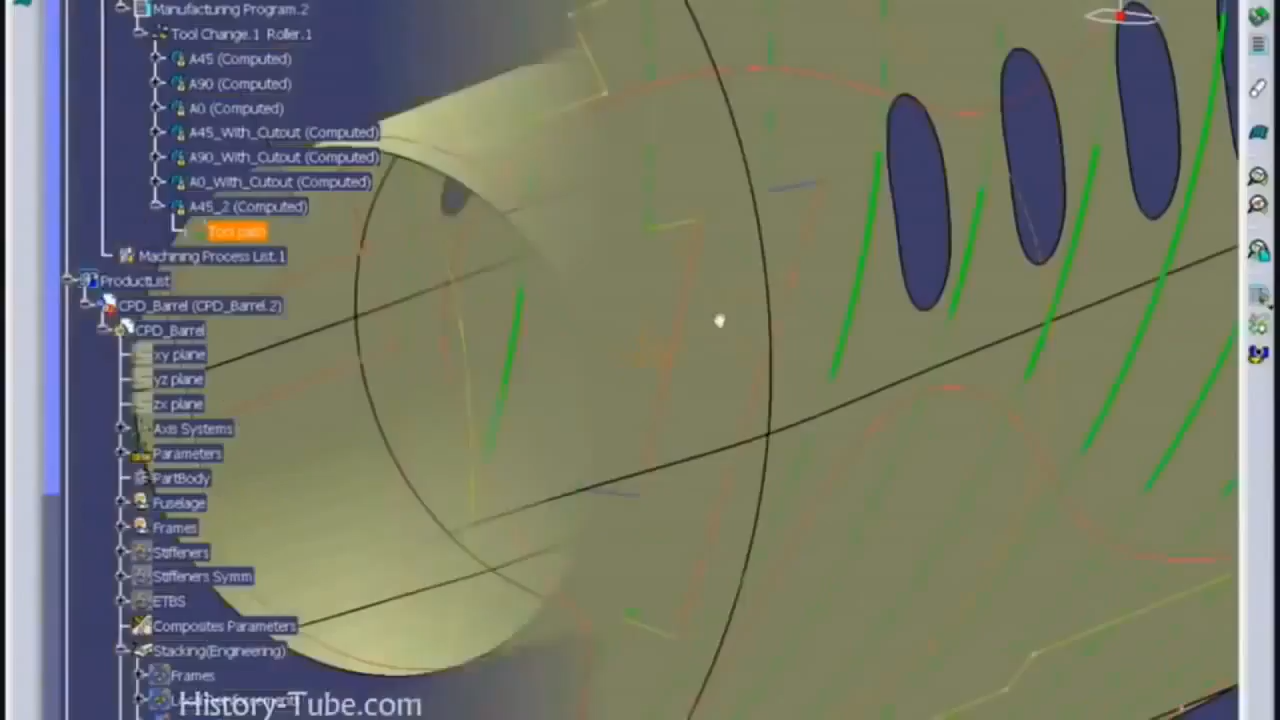 Manufacturing Program.2
Tool Change.1 Roller.1
A45 (Computed)
A90 (Computed)
A0 (Computed)
A45_With_Cutout (Computed)
A90_With_Cutout (Computed)
A0_With_Cutout (Computed)
A45_2 (Computed)
Tool path
Machining Process List.1
ProductList
CPD_Barrel (CPD_Barrel.2)
CPD_Barrel
xy plane
yz plane
zx plane
Axis Systems
Parameters
PartBody
Fuselage
Frames
Stiffeners
Stiffeners Symm
ETBS
Composites Parameters
Stacking(Engineering)
Frames
History-Tube.com